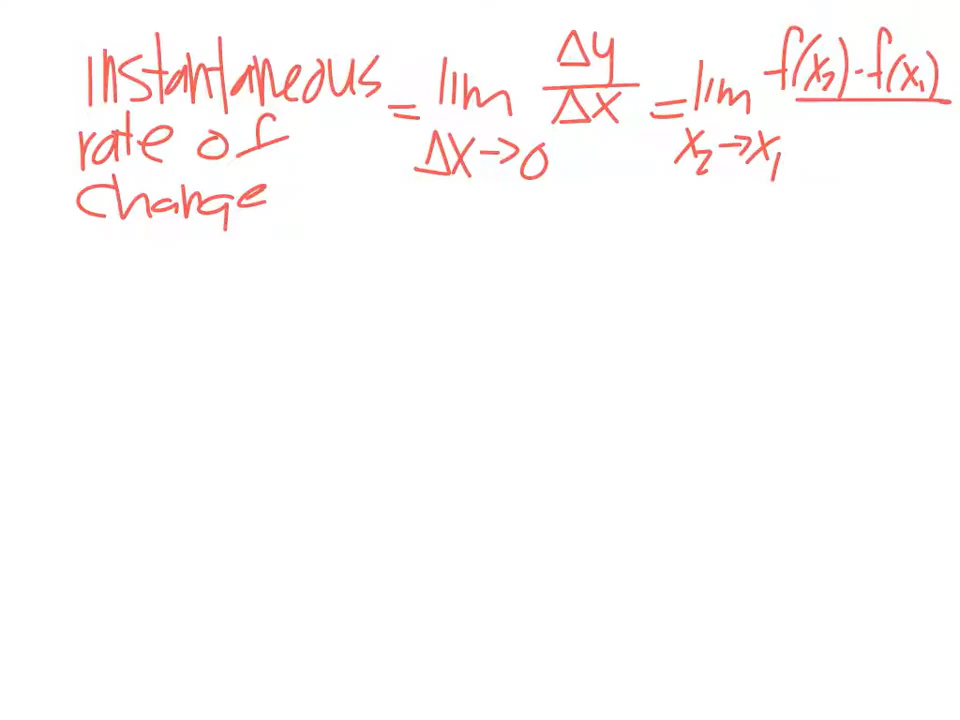 instantaneous = lim Δy/Δx = lim f(x₂)-f(x₁)
rate of Δx→0 x₂→x₁
change